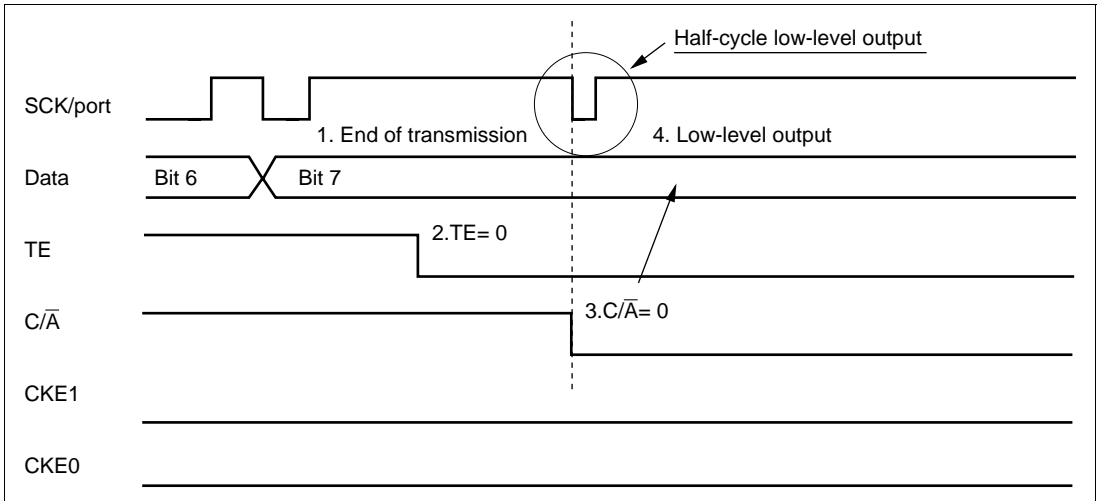 Half-cycle low-level output
SCK/port
1. End of transmission
4. Low-level output
Data
Bit 6
Bit 7
TE
2.TE= 0
C/A̅
3.C/A̅= 0
CKE1
CKE0